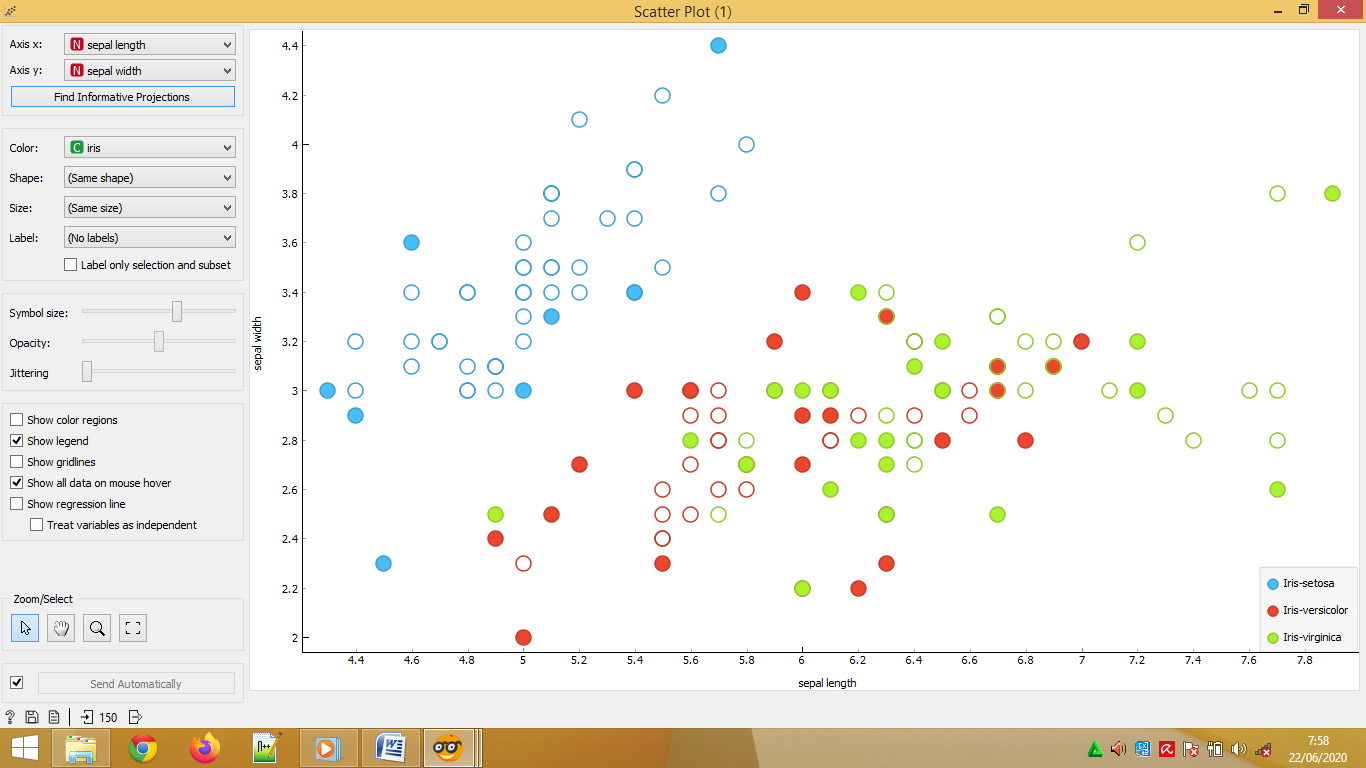 Scatter Plot (1)
Axis x: N sepal length
Axis y: N sepal width
Find Informative Projections
Color: C iris
Shape: (Same shape)
Size: (Same size)
Label: (No labels)
Label only selection and subset
Symbol size:
Opacity:
Jittering
Show color regions
Show legend
Show gridlines
Show all data on mouse hover
Show regression line
Treat variables as independent
Zoom/Select
Send Automatically
? 150
sepal width
4.4
4.2
4
3.8
3.6
3.4
3.2
3
2.8
2.6
2.4
2.2
2
4.4 4.6 4.8 5 5.2 5.4 5.6 5.8 6 6.2 6.4 6.6 6.8 7 7.2 7.4 7.6 7.8
sepal length
Iris-setosa
Iris-versicolor
Iris-virginica
7:58
22/06/2020